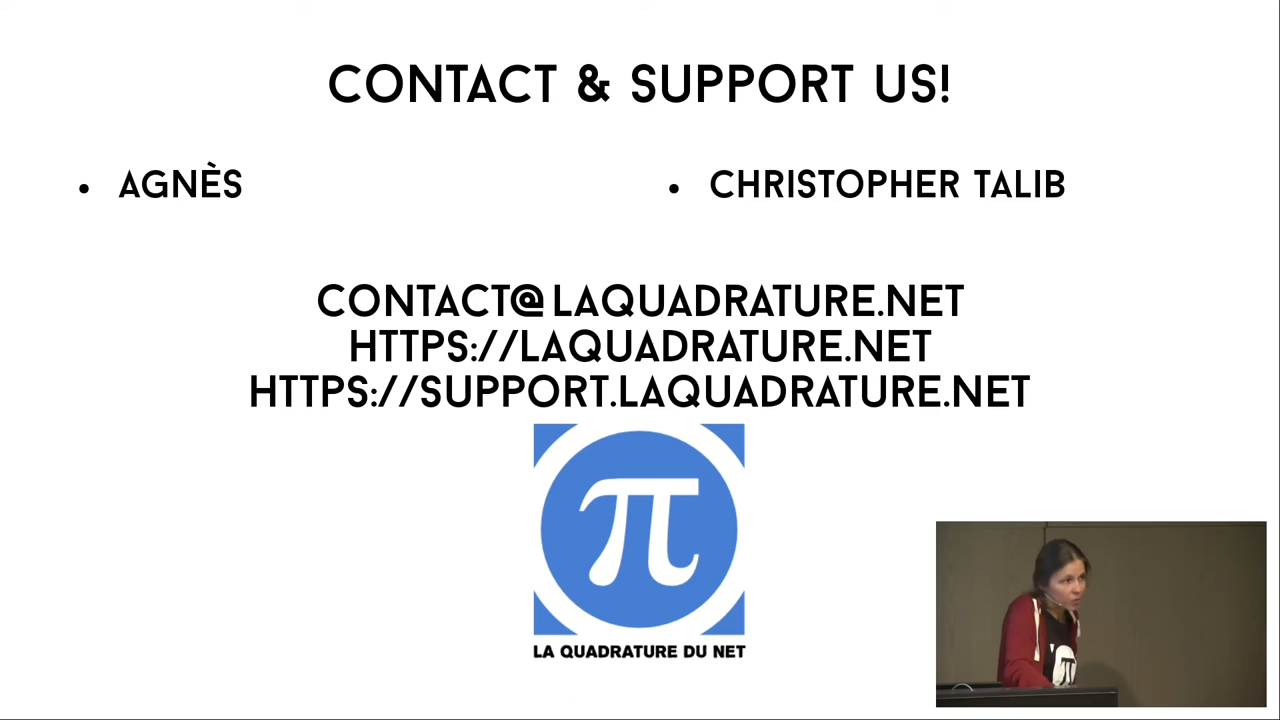 CONTACT & SUPPORT US!
• AGNÈS
• CHRISTOPHER TALIB
CONTACT@LAQUADRATURE.NET
HTTPS://LAQUADRATURE.NET
HTTPS://SUPPORT.LAQUADRATURE.NET
π
LA QUADRATURE DU NET
π